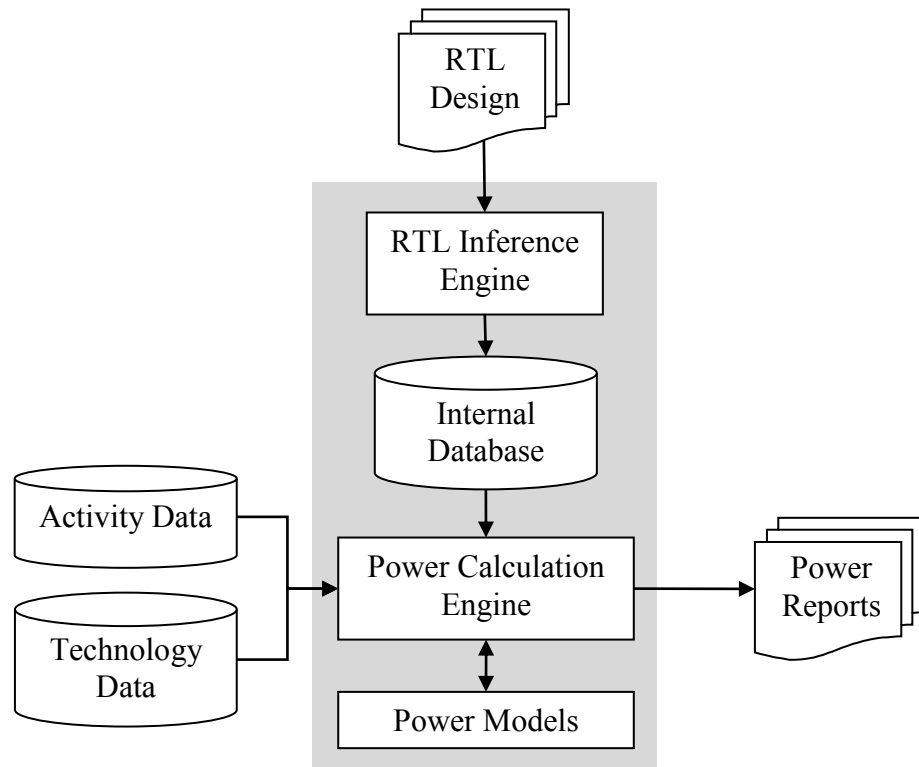 RTL
Design
RTL Inference
Engine
Internal
Database
Activity Data
Technology
Data
Power Calculation
Engine
Power Models
Power
Reports